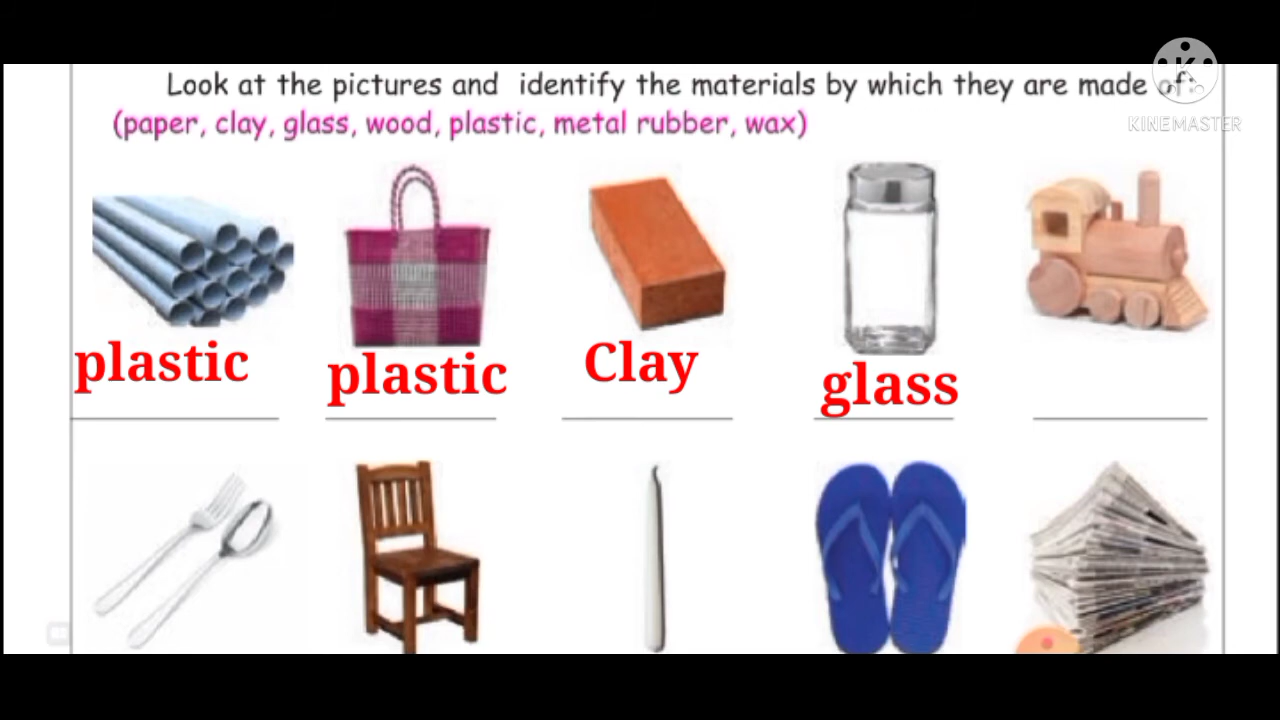 Look at the pictures and identify the materials by which they are made of.
(paper, clay, glass, wood, plastic, metal rubber, wax)
KINEMASTER
plastic plastic Clay glass